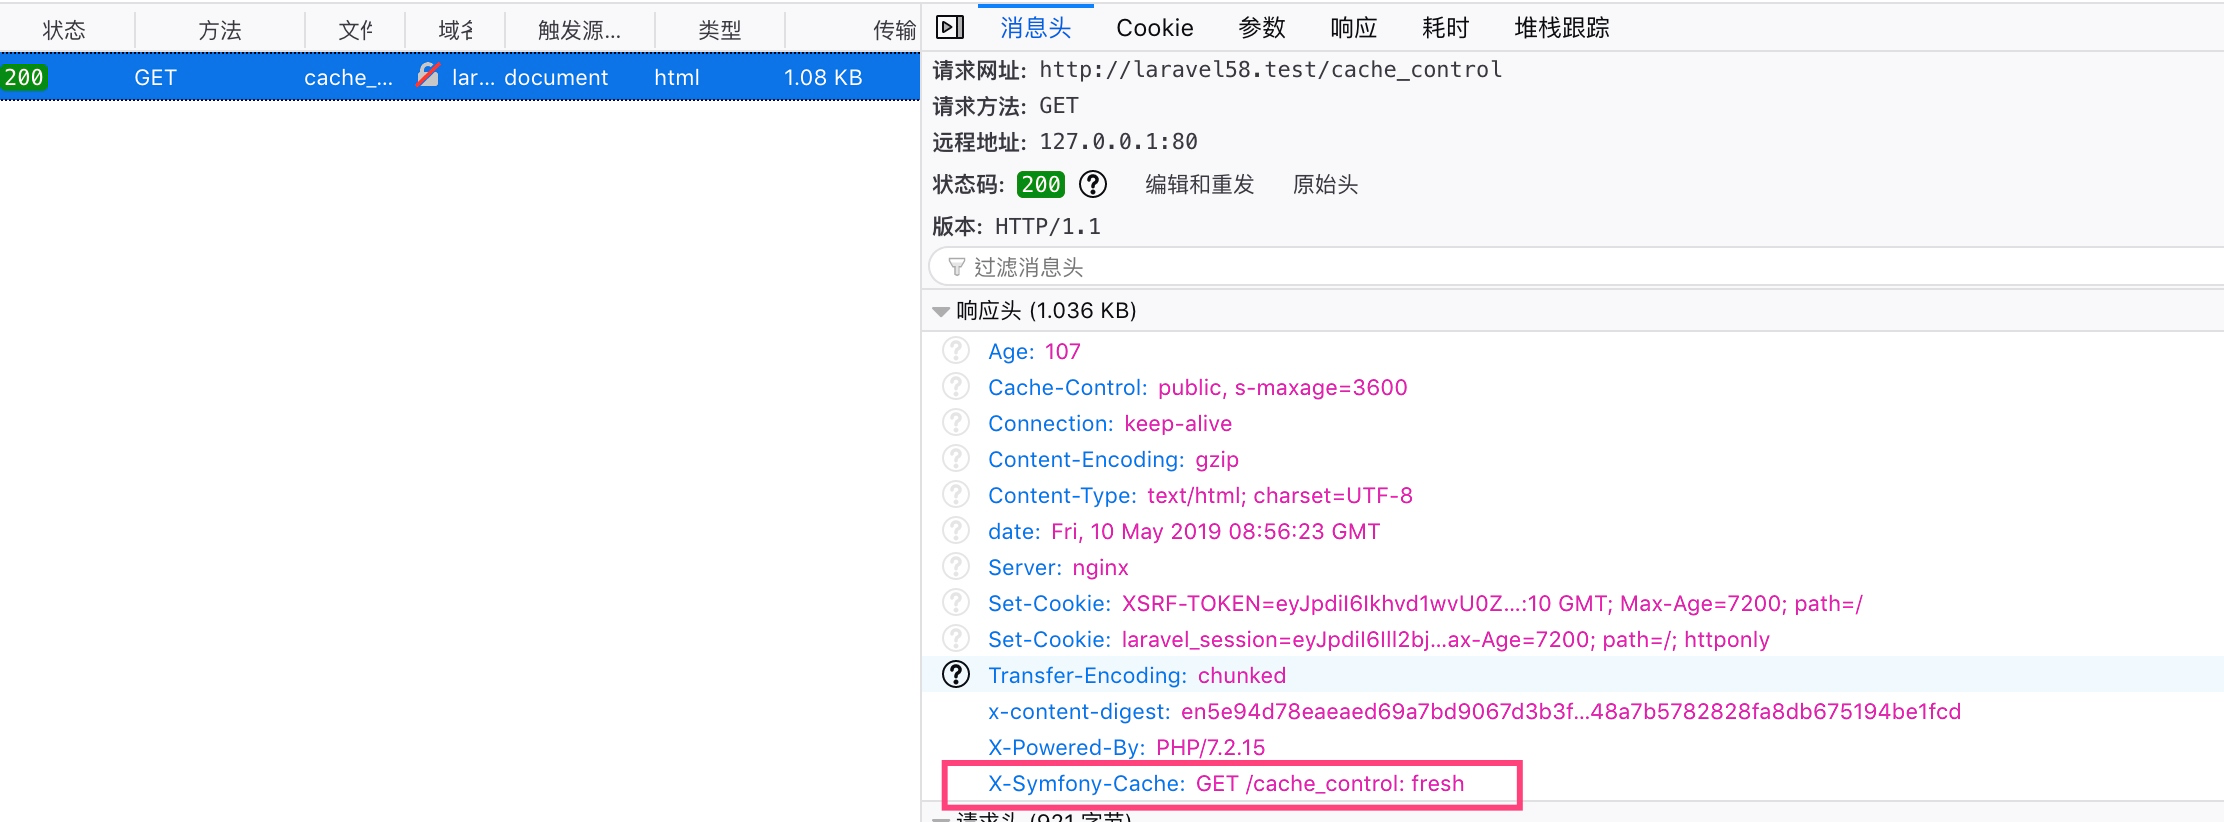 状态 方法 文件 域名 触发源... 类型 传输
200 GET cache_... lar... document html 1.08 KB
消息头 Cookie 参数 响应 耗时 堆栈跟踪
请求网址: http://laravel58.test/cache_control
请求方法: GET
远程地址: 127.0.0.1:80
状态码: 200 ? 编辑和重发 原始头
版本: HTTP/1.1
过滤消息头
响应头 (1.036 KB)
? Age: 107
? Cache-Control: public, s-maxage=3600
? Connection: keep-alive
? Content-Encoding: gzip
? Content-Type: text/html; charset=UTF-8
? date: Fri, 10 May 2019 08:56:23 GMT
? Server: nginx
? Set-Cookie: XSRF-TOKEN=eyJpdiI6Ikhvd1wvU0Z...:10 GMT; Max-Age=7200; path=/
? Set-Cookie: laravel_session=eyJpdiI6Ill2bj...ax-Age=7200; path=/; httponly
? Transfer-Encoding: chunked
x-content-digest: en5e94d78eaeaed69a7bd9067d3b3f...48a7b5782828fa8db675194be1fcd
X-Powered-By: PHP/7.2.15
X-Symfony-Cache: GET /cache_control: fresh
请求头 (921 字节)